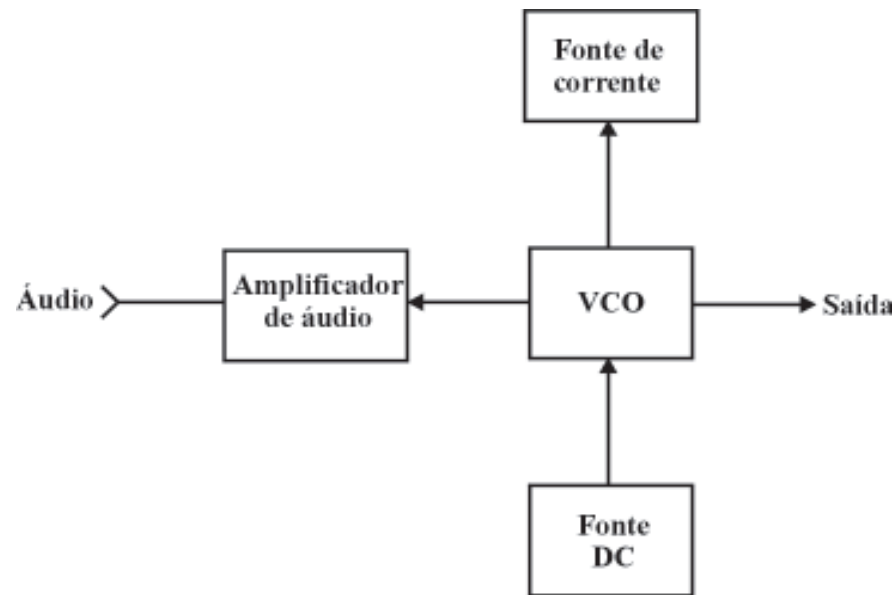 Fonte de
corrente
Áudio
Amplificador
de áudio
VCO
Saída
Fonte
DC